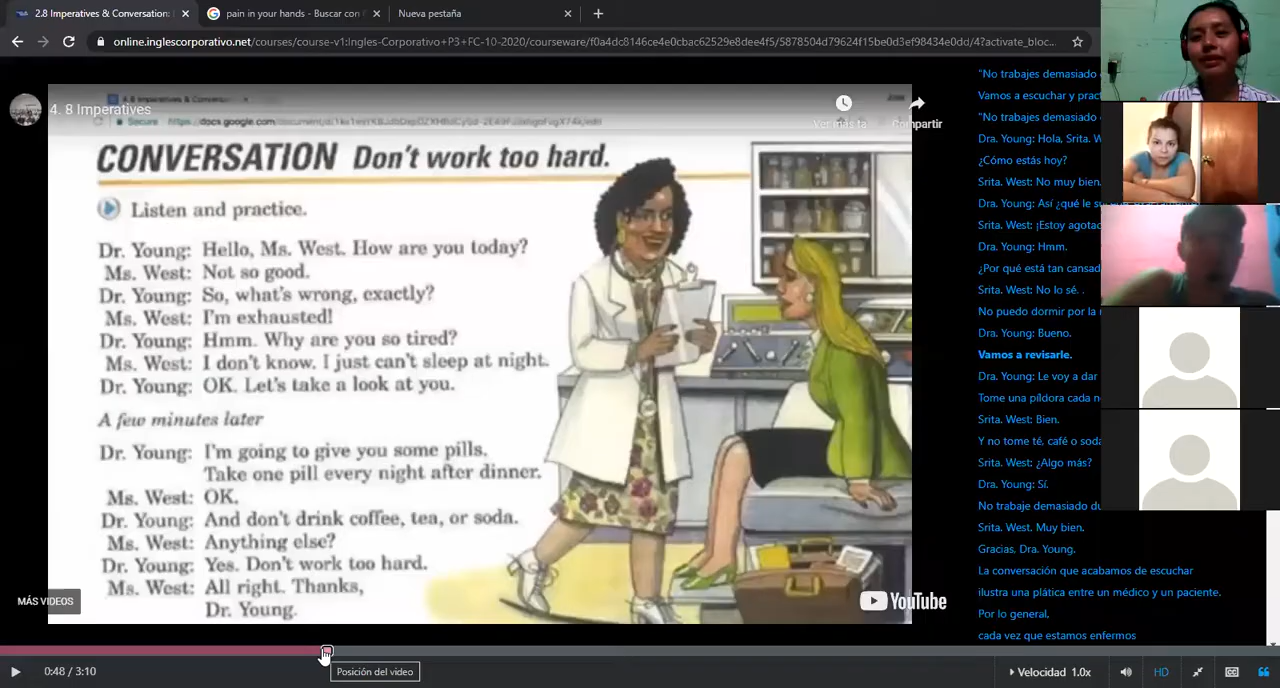 2.8 Imperatives & Conversation:
pain in your hands - Buscar con
Nueva pestaña
online.inglescorporativo.net/courses/course-v1:Ingles-Corporativo+P3+FC-10-2020/courseware/f0a4dc8146ce4e0cbac62529e8dee4f5/5878504d79624f15be0d3ef98434e0dd/4?activate_bloc...
4. 8 Imperatives
Secure
Ver más ta
Compartir
CONVERSATION Don't work too hard.
Listen and practice.
Dr. Young: Hello, Ms. West. How are you today?
Ms. West: Not so good.
Dr. Young: So, what's wrong, exactly?
Ms. West: I'm exhausted!
Dr. Young: Hmm. Why are you so tired?
Ms. West: I don't know. I just can't sleep at night.
Dr. Young: OK. Let's take a look at you.
A few minutes later
Dr. Young: I'm going to give you some pills.
Take one pill every night after dinner.
Ms. West: OK.
Dr. Young: And don't drink coffee, tea, or soda.
Ms. West: Anything else?
Dr. Young: Yes. Don't work too hard.
Ms. West: All right. Thanks,
Dr. Young.
MÁS VIDEOS
YouTube
"No trabajes demasiado
Vamos a escuchar y pract
"No trabajes demasiado
Dra. Young: Hola, Srita. W
¿Cómo estás hoy?
Srita. West: No muy bien.
Dra. Young: Así ¿qué le su
Srita. West: ¡Estoy agotad
Dra. Young: Hmm.
¿Por qué está tan cansad
Srita. West: No lo sé. .
No puedo dormir por la
Dra. Young: Bueno.
Vamos a revisarle.
Dra. Young: Le voy a dar
Tome una píldora cada n
Srita. West: Bien.
Y no tome té, café o soda
Srita. West: ¿Algo más?
Dra. Young: Sí.
No trabaje demasiado du
Srita. West. Muy bien.
Gracias, Dra. Young.
La conversación que acabamos de escuchar
ilustra una plática entre un médico y un paciente.
Por lo general,
cada vez que estamos enfermos
0:48 / 3:10
Posición del video
Velocidad 1.0x
HD
CC